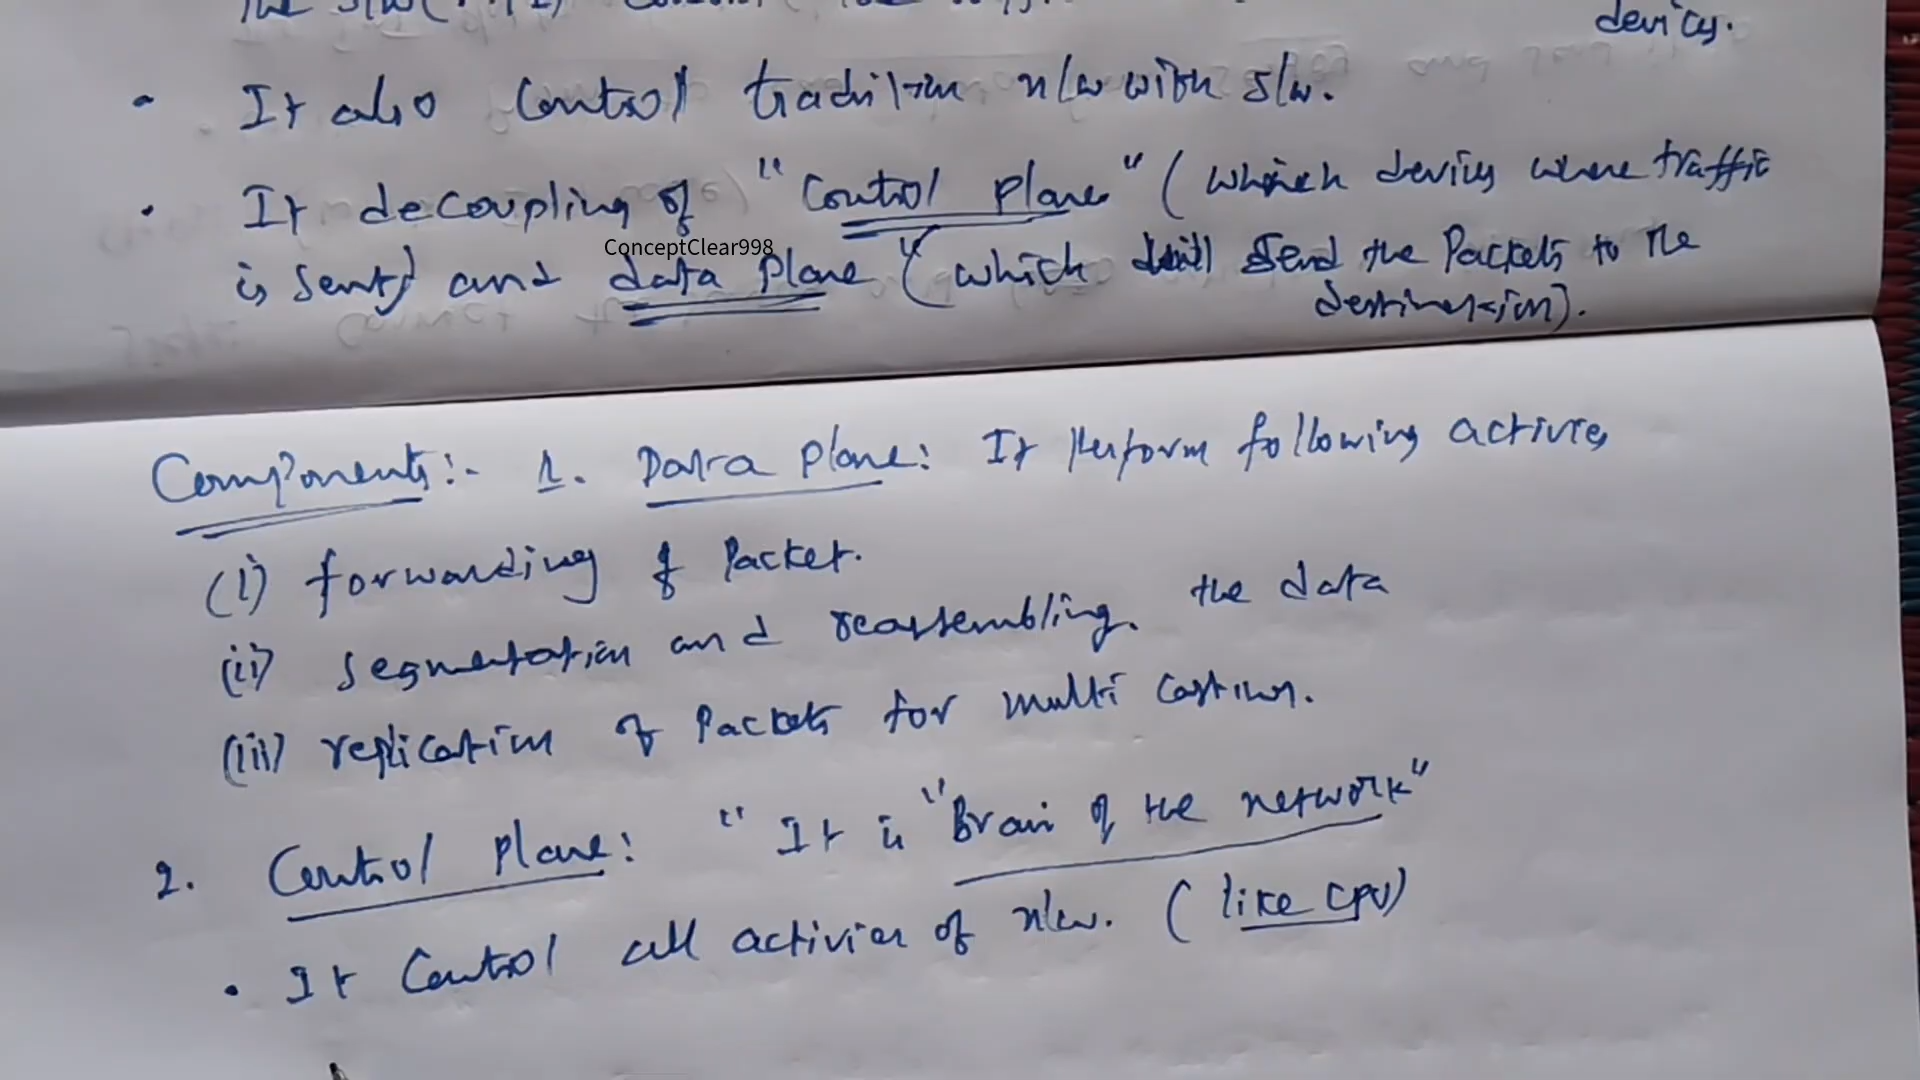 devices.
• It also control tradition n/w with s/w.
• It decoupling of "control plane" (which devices where traffic
is sent) and data plane (which will send the Packets to the
destination).
ConceptClear998
Components:- 1. Data plane: It Perform following activies
(i) forwarding of Packet.
(ii) segmentation and reassembling. the data
(iii) replication of Packets for multi casting.
2. Control plane: " It is "Brain of the network"
• It Control all activies of n/w. (like CPU)